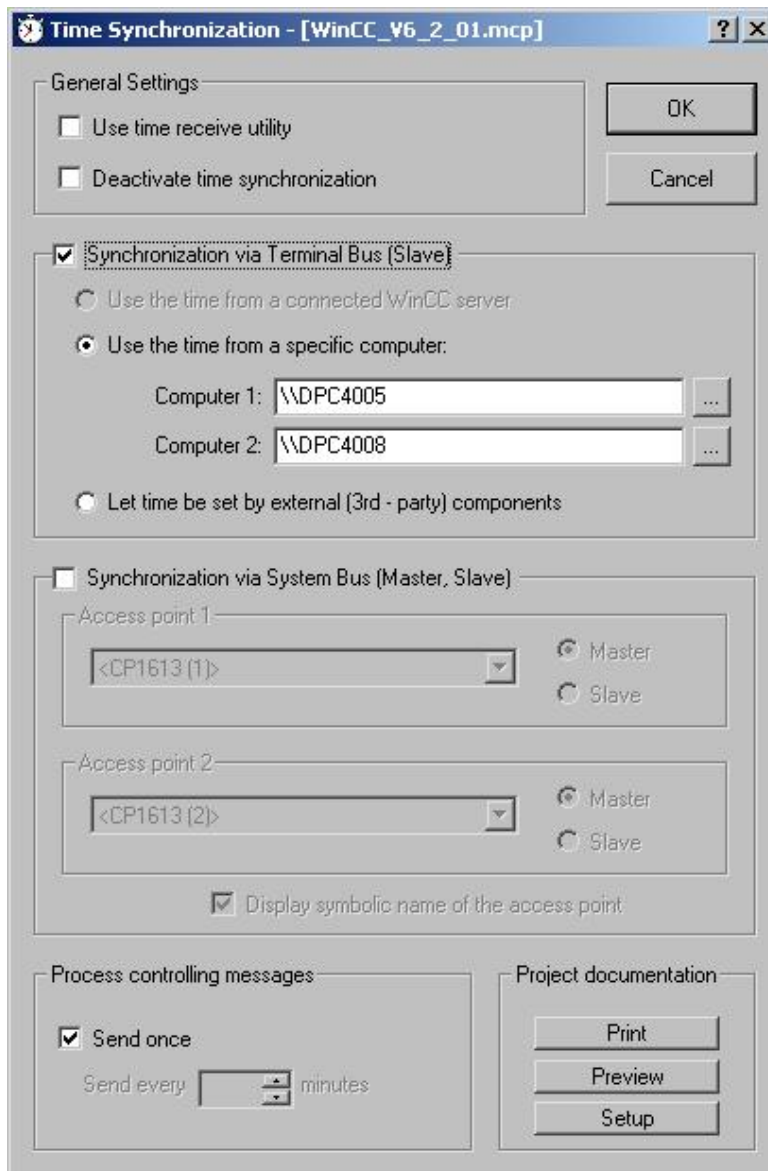 Time Synchronization - [WinCC_V6_2_01.mcp]
General Settings
Use time receive utility
Deactivate time synchronization
OK
Cancel
Synchronization via Terminal Bus (Slave)
Use the time from a connected WinCC server
Use the time from a specific computer:
Computer 1: \\DPC4005 ...
Computer 2: \\DPC4008 ...
Let time be set by external (3rd - party) components
Synchronization via System Bus (Master, Slave)
Access point 1
<CP1613 (1)>
Master
Slave
Access point 2
<CP1613 (2)>
Master
Slave
Display symbolic name of the access point
Process controlling messages
Send once
Send every minutes
Project documentation
Print
Preview
Setup